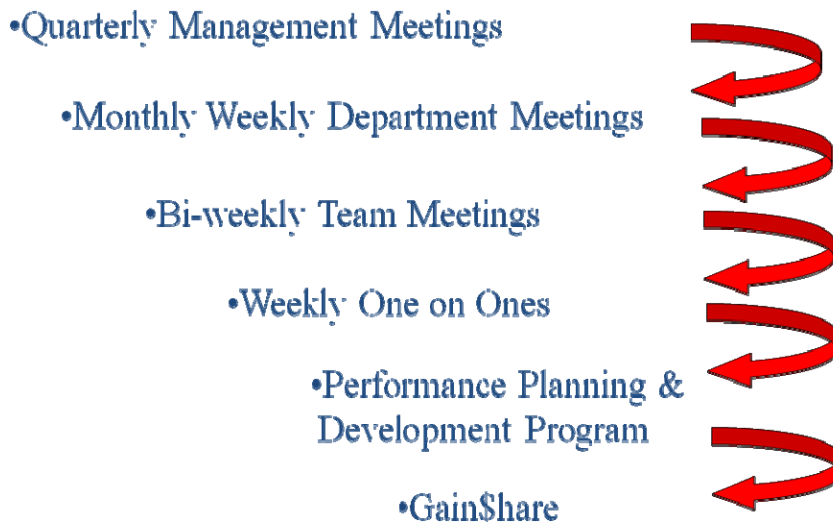 •Quarterly Management Meetings
•Monthly Weekly Department Meetings
•Bi-weekly Team Meetings
•Weekly One on Ones
•Performance Planning &
Development Program
•Gain$hare